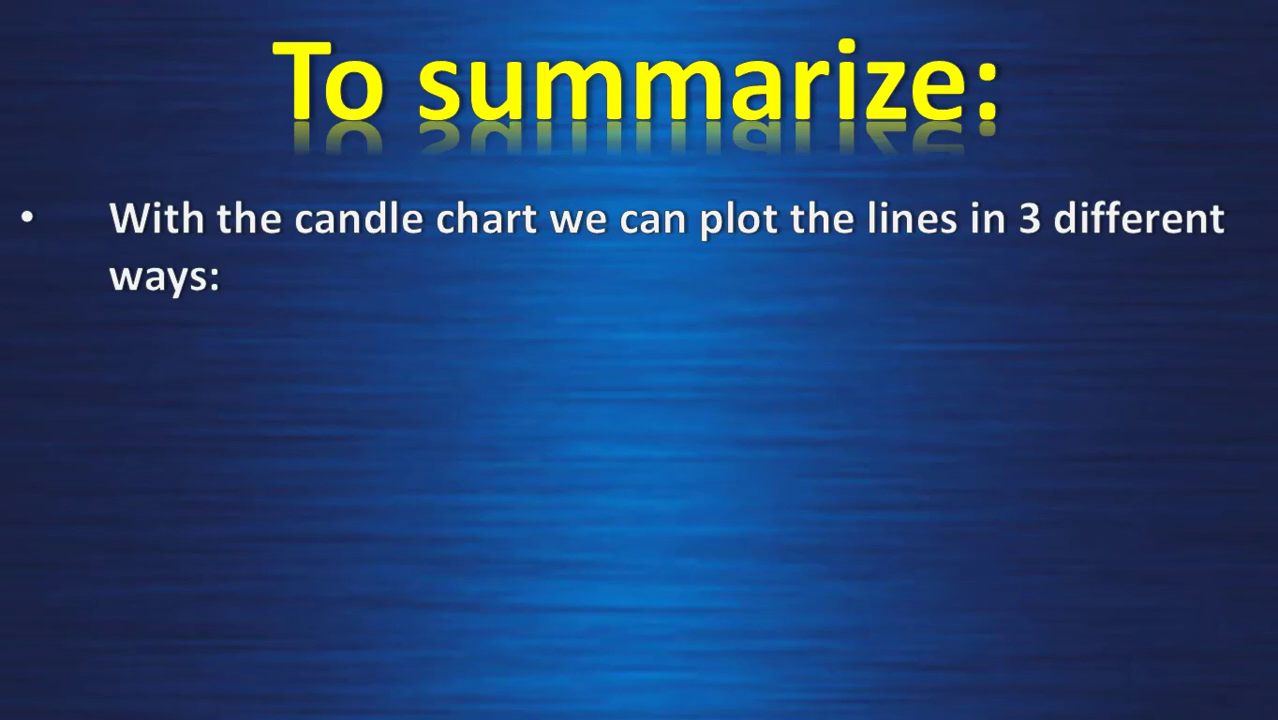 To summarize:
• With the candle chart we can plot the lines in 3 different
ways: